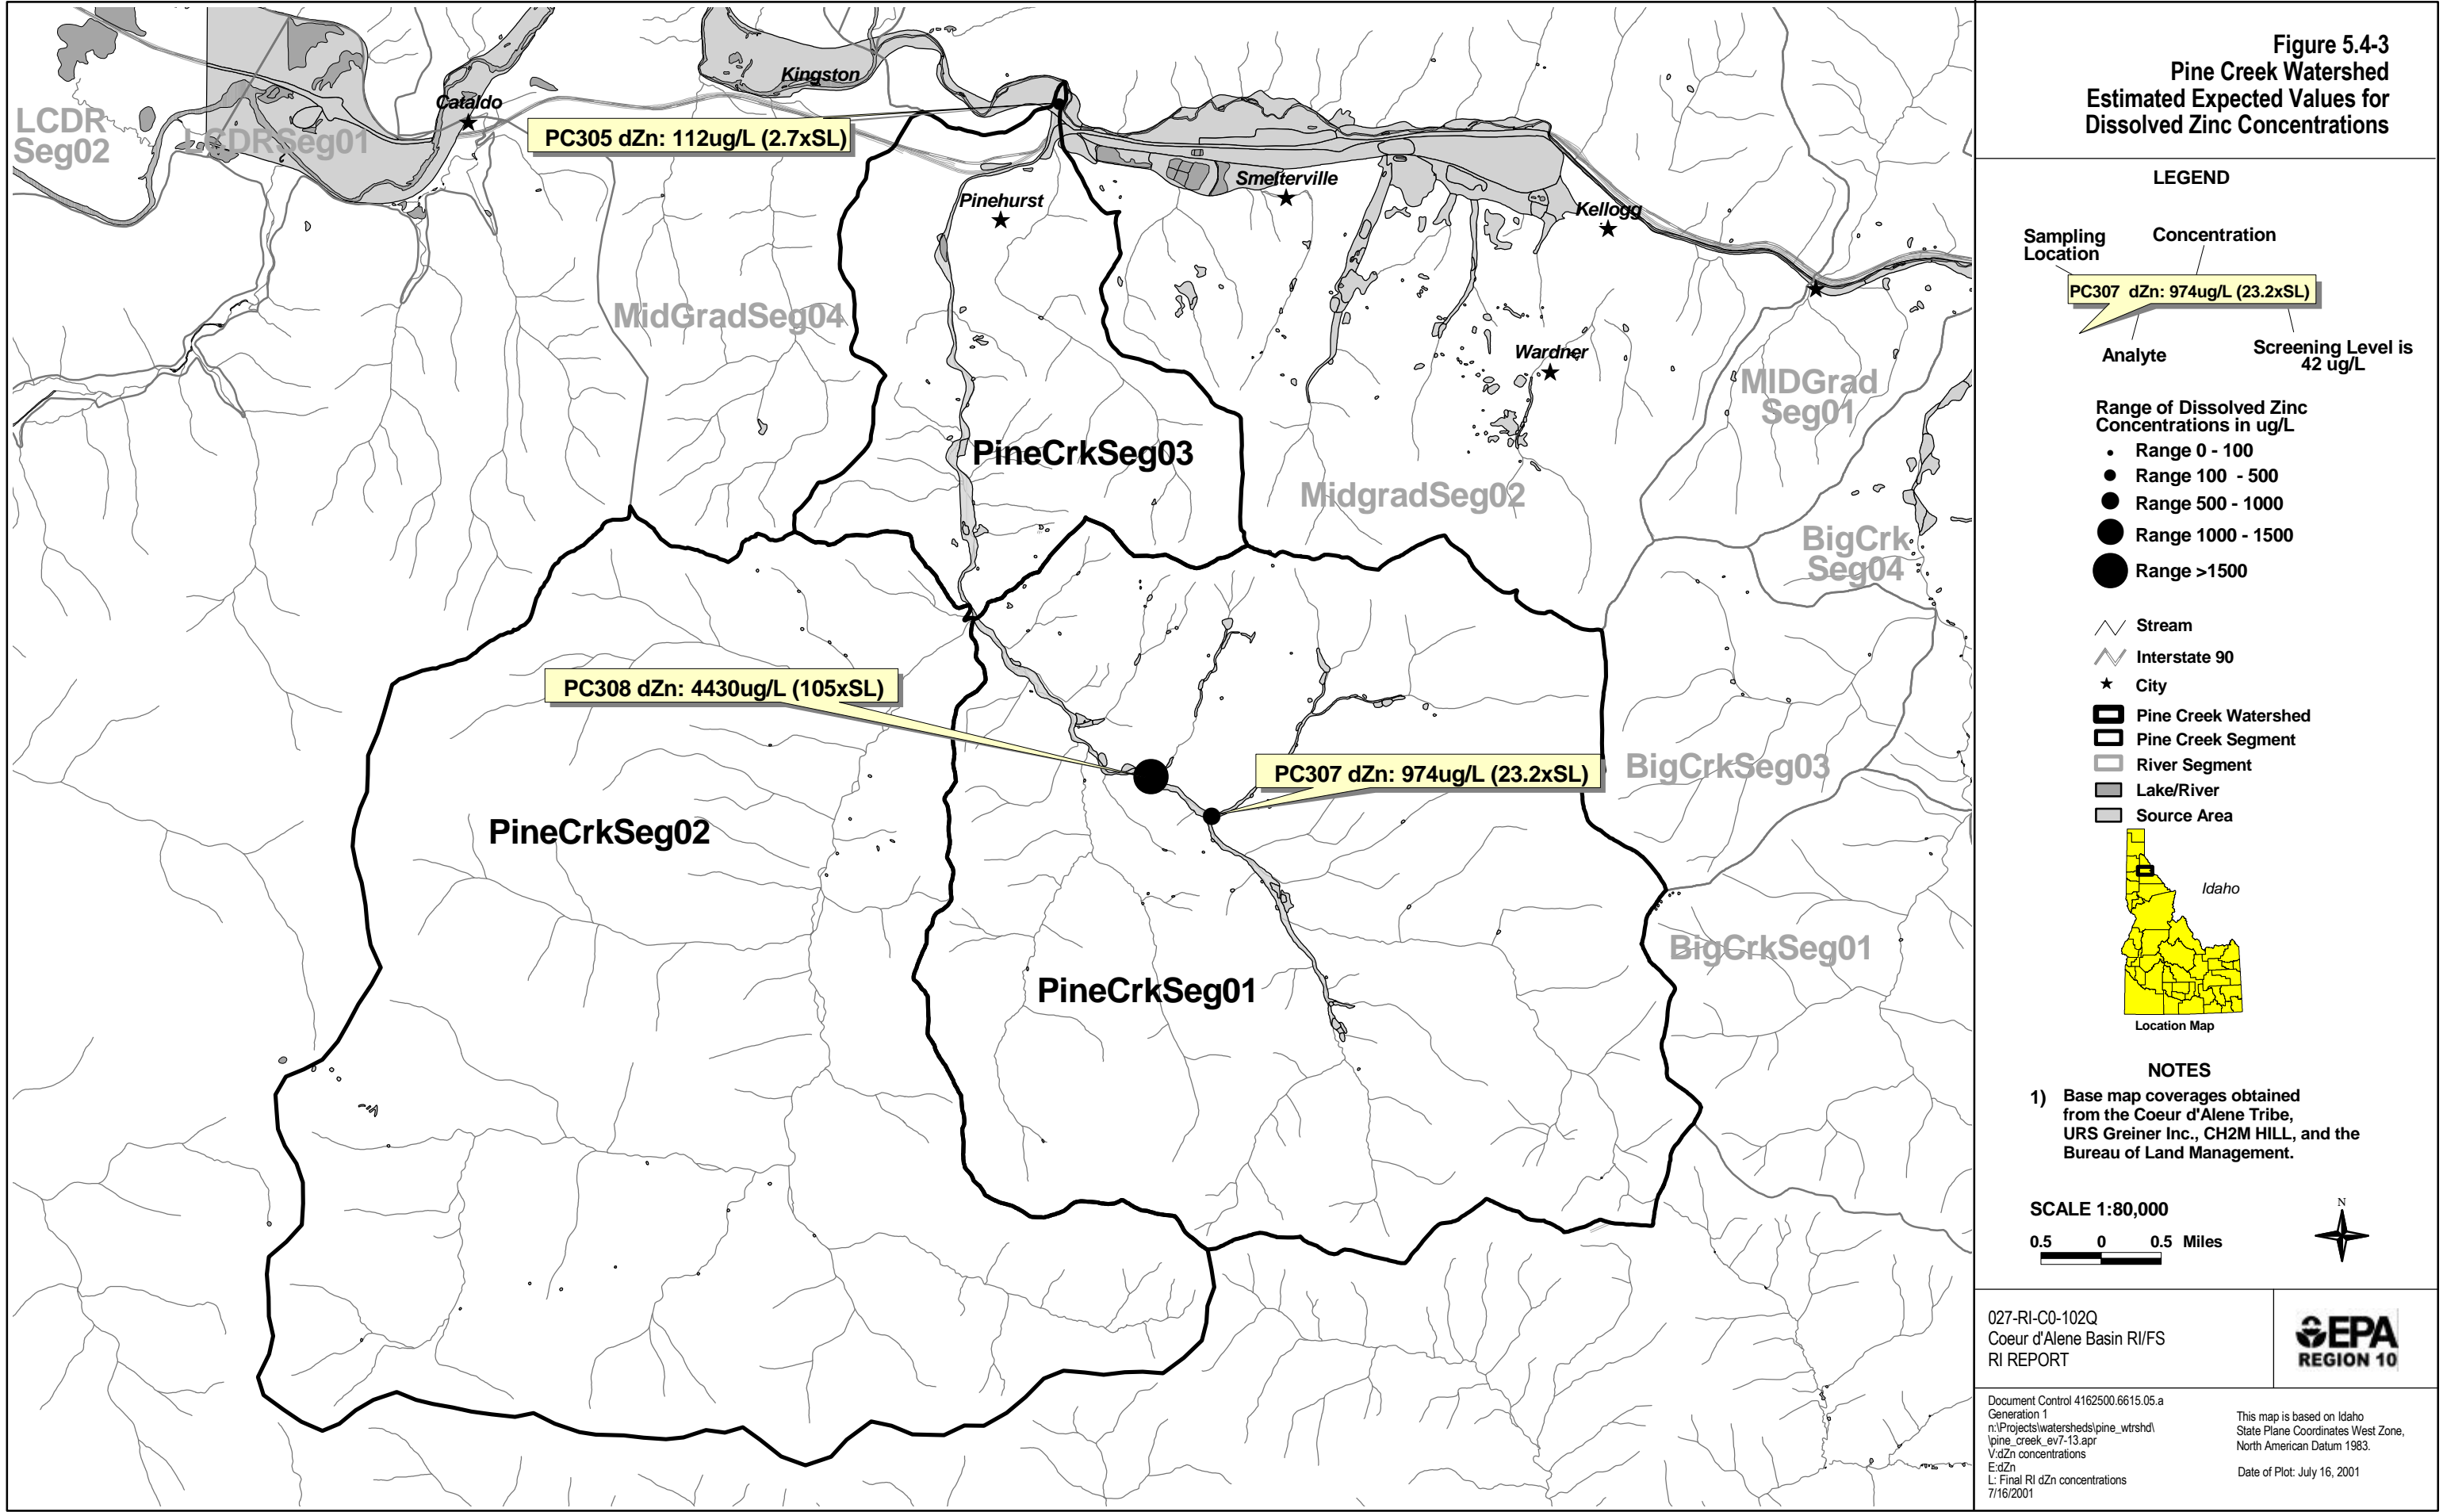 Figure 5.4-3
Pine Creek Watershed
Estimated Expected Values for
Dissolved Zinc Concentrations
LEGEND
Sampling
Location
Concentration
PC307 dZn: 974ug/L (23.2xSL)
Analyte
Screening Level is
42 ug/L
Range of Dissolved Zinc
Concentrations in ug/L
Range 0 - 100
Range 100 - 500
Range 500 - 1000
Range 1000 - 1500
Range >1500
Stream
Interstate 90
City
Pine Creek Watershed
Pine Creek Segment
River Segment
Lake/River
Source Area
Idaho
Location Map
NOTES
1) Base map coverages obtained
from the Coeur d'Alene Tribe,
URS Greiner Inc., CH2M HILL, and the
Bureau of Land Management.
SCALE 1:80,000
0.5 0 0.5 Miles
N
027-RI-C0-102Q
Coeur d'Alene Basin RI/FS
RI REPORT
EPA
REGION 10
Document Control 4162500.6615.05.a
Generation 1
n:\Projects\watersheds\pine_wtrshd\
\pine_creek_ev7-13.apr
V:dZn concentrations
E:dZn
L: Final RI dZn concentrations
7/16/2001
This map is based on Idaho
State Plane Coordinates West Zone,
North American Datum 1983.
Date of Plot: July 16, 2001
LCDR
Seg02
LCDRSeg01
Cataldo
Kingston
PC305 dZn: 112ug/L (2.7xSL)
Pinehurst
Smelterville
Kellogg
Wardner
MidGradSeg04
MIDGrad
Seg01
PineCrkSeg03
MidgradSeg02
BigCrk
Seg04
PC308 dZn: 4430ug/L (105xSL)
PC307 dZn: 974ug/L (23.2xSL)
BigCrkSeg03
PineCrkSeg02
BigCrkSeg01
PineCrkSeg01